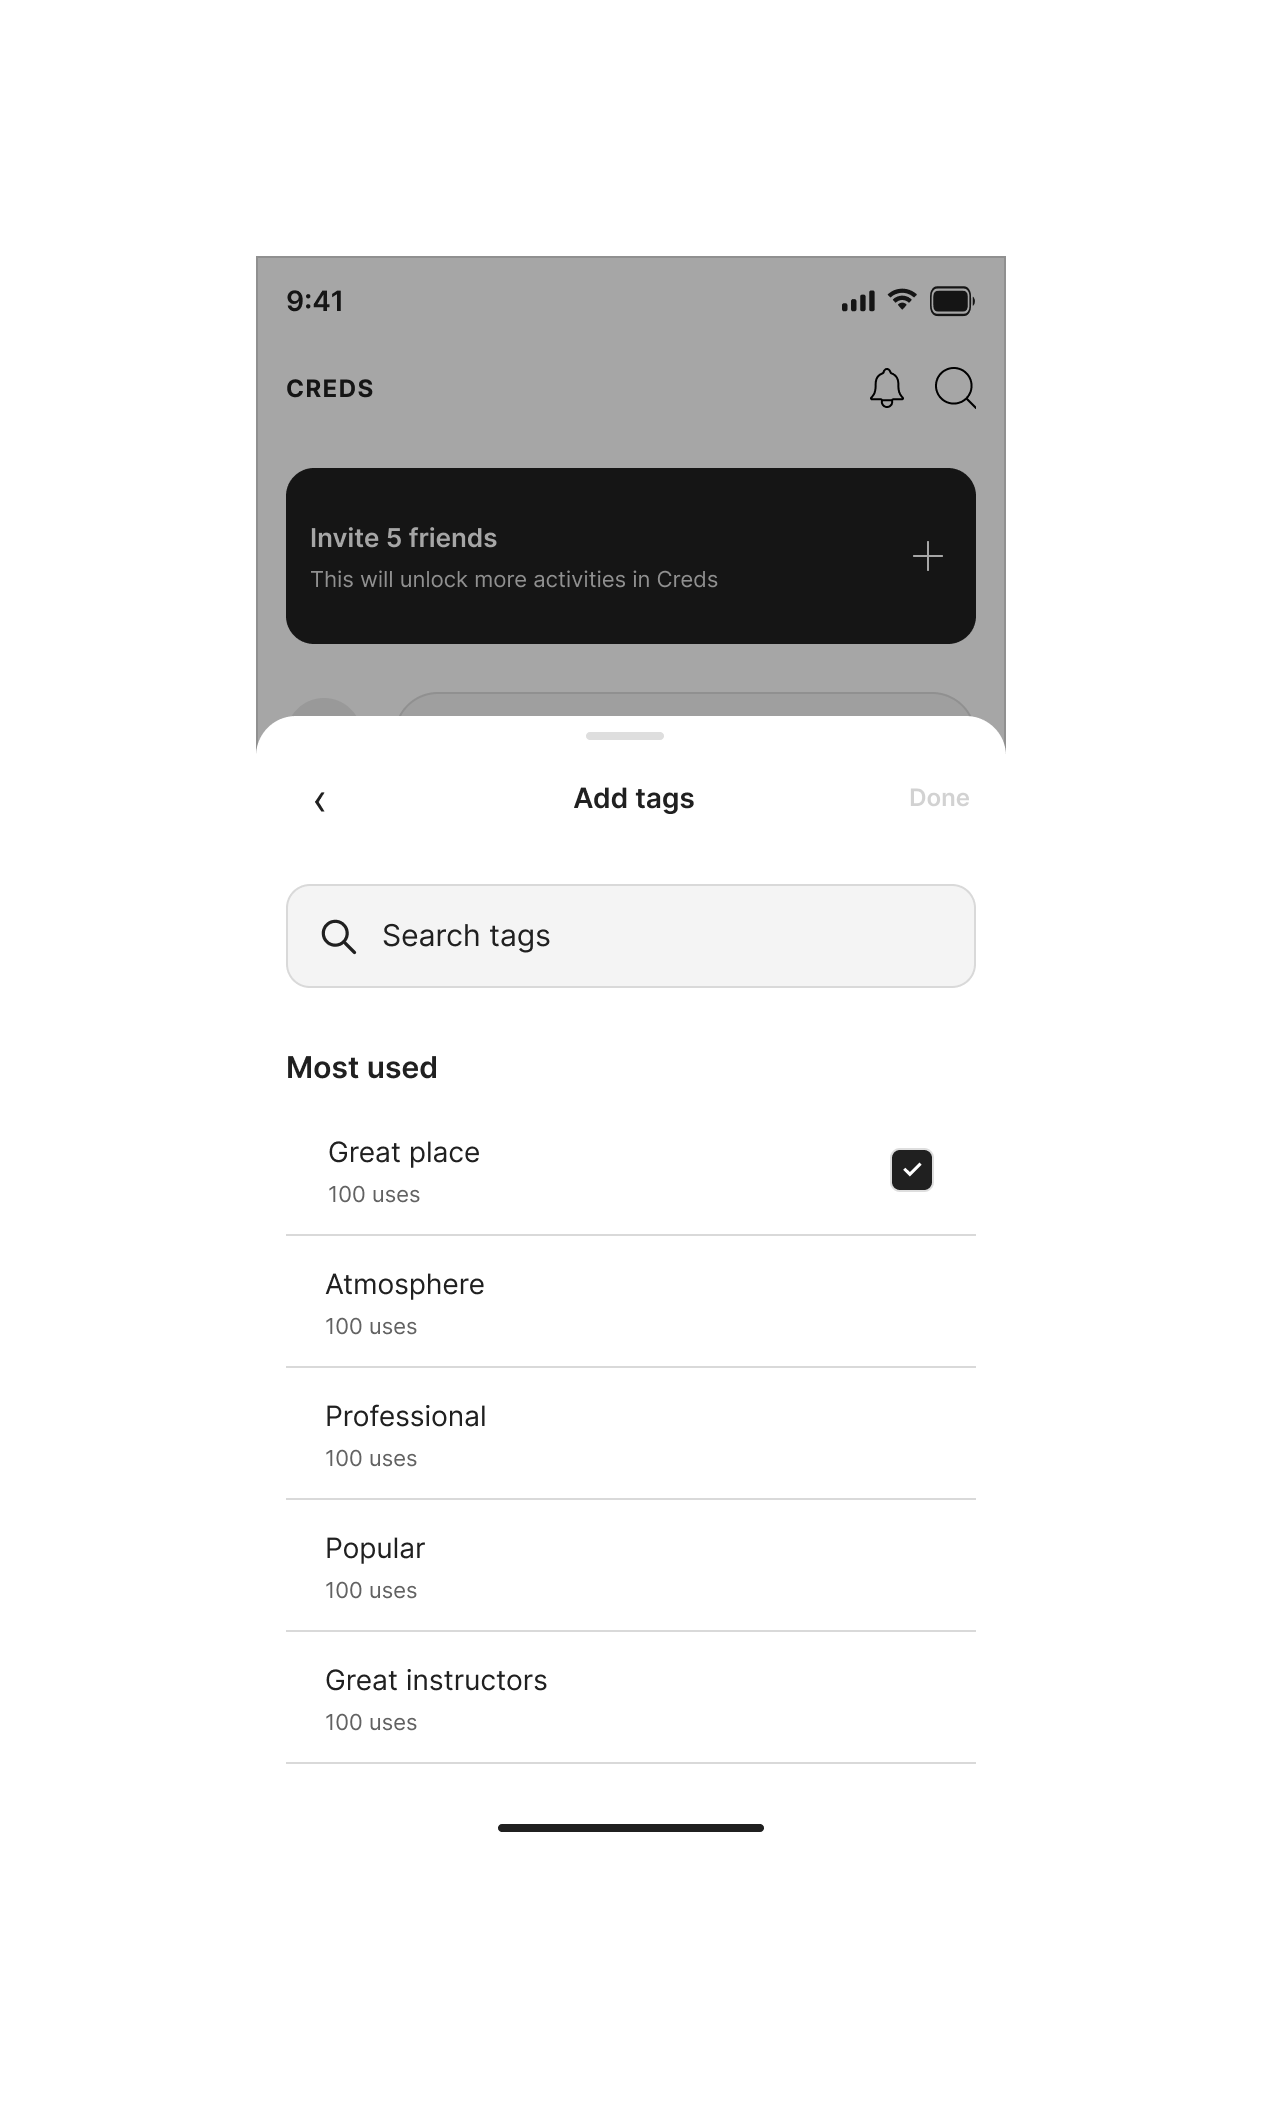 9:41
CREDS
Invite 5 friends
This will unlock more activities in Creds
Add tags
Done
Search tags
Most used
Great place
100 uses
Atmosphere
100 uses
Professional
100 uses
Popular
100 uses
Great instructors
100 uses